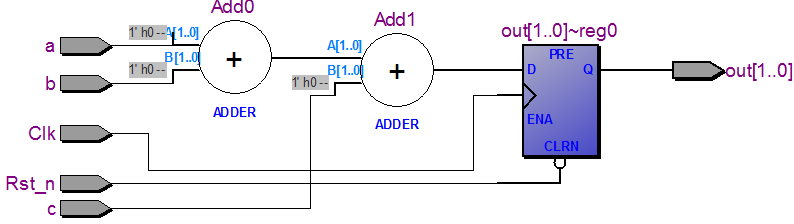 Add0
Add1
out[1..0]~reg0
a
1' h0 --
A[1..0]
b
1' h0 --
B[1..0]
+
ADDER
A[1..0]
1' h0 --
B[1..0]
+
ADDER
PRE
D
Q
ENA
CLRN
out[1..0]
Clk
Rst_n
c